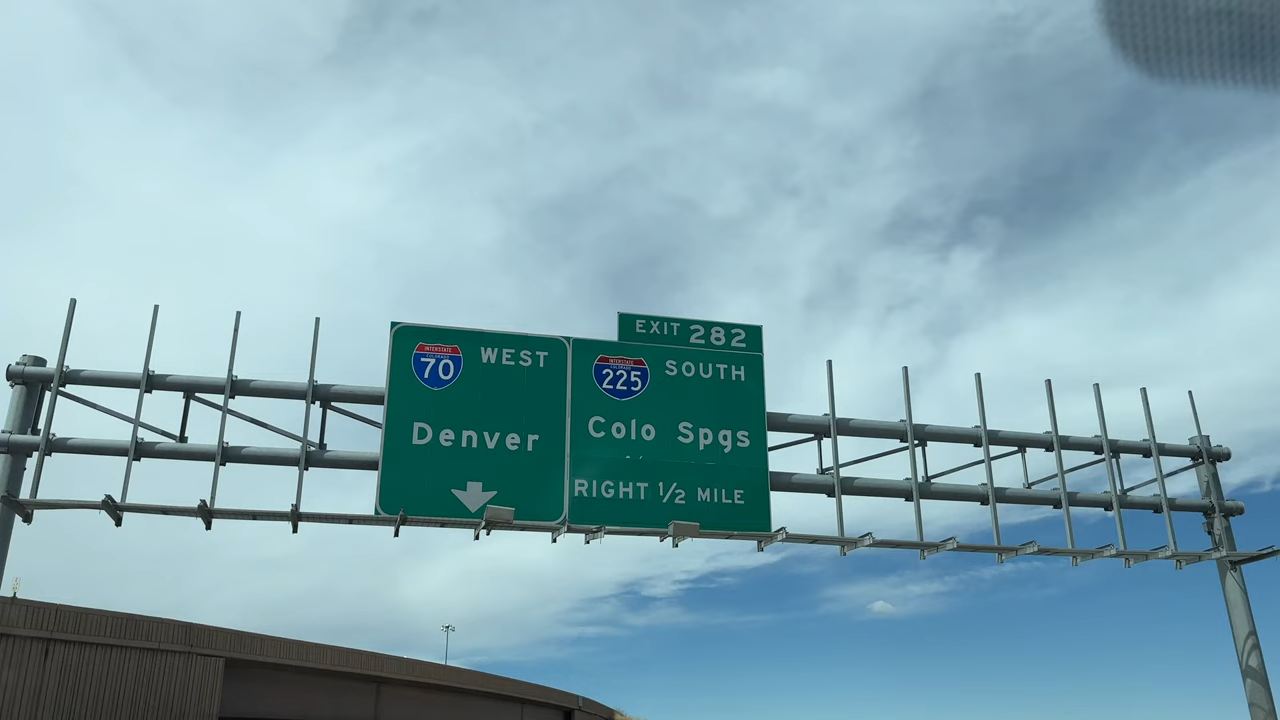 INTERSTATE
COLORADO
70
WEST
Denver
EXIT 282
INTERSTATE
COLORADO
225
SOUTH
Colo Spgs
RIGHT 1/2 MILE